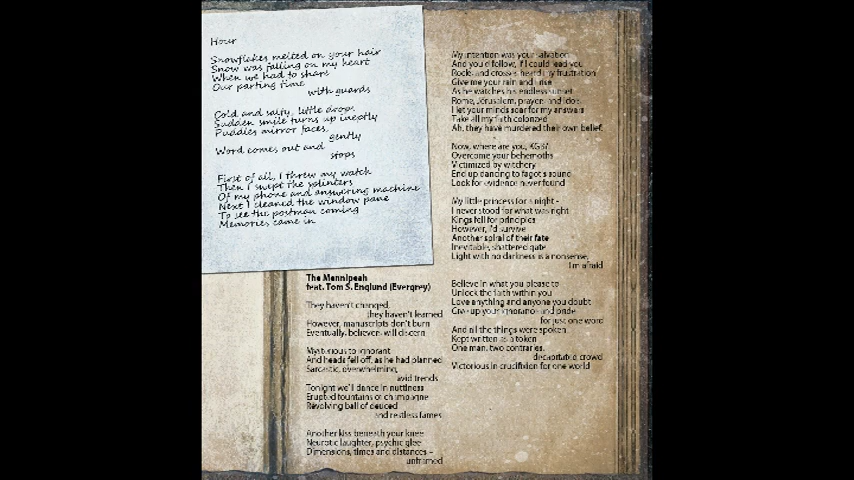 Hour
Snowflakes melted on your hair
Snow was falling on my heart
When we had to share
Our parting time
with guards
Cold and salty, little drop,
Sudden smile turns up ineptly
Puddles mirror faces,
gently
Word comes out and
stops
First of all, I threw my watch
Then I swept the splinters
Of my phone and answering machine
Next I cleaned the window pane
To see the postman coming
Memories, came in
The Mennipeah
feat. Tom S. Englund (Evergrey)
They haven't changed,
they haven't learned
However, manuscripts don't burn
Eventually, believers will discern
Mysterious to ignorant
And heads fell off, as he had planned
Sarcastic, overwhelming,
avid trends
Tonight we'll dance in nuttiness
Erupted fountains of champagne
Revolving ball of deuced
and restless fames
Another kiss beneath your knee
Neurotic laughter, psychic glee
Dimensions, times and distances –
unframed
My intention was your salvation
And you'd follow, if I could lead you
Rocks and crosses heard my frustration
Give me your rain and I rise
As he watches his endless sunset
Rome, Jerusalem, prayers and idols
I let your minds soar for my answers
Take all my faith colonized
Ah, they have murdered their own belief.
Now, where are you, KGB?
Overcome your behemoths
Victimized by witchery
End up dancing to fagot's sound
Look for evidence never found
My little princess for a night -
I never stood for what was right
Kings fell for principles
However, I'd survive
Another spiral of their fate
Inevitable, shattered gate
Light with no darkness is a nonsense,
I'm afraid
Believe in what you please to
Unlock the faith within you
Love anything and anyone you doubt
Give up your ignorance and pride
for just one word
And all the things were spoken
Kept written as a token
One man, two contraries,
decapitated crowd
Victorious in crucifixion for one world